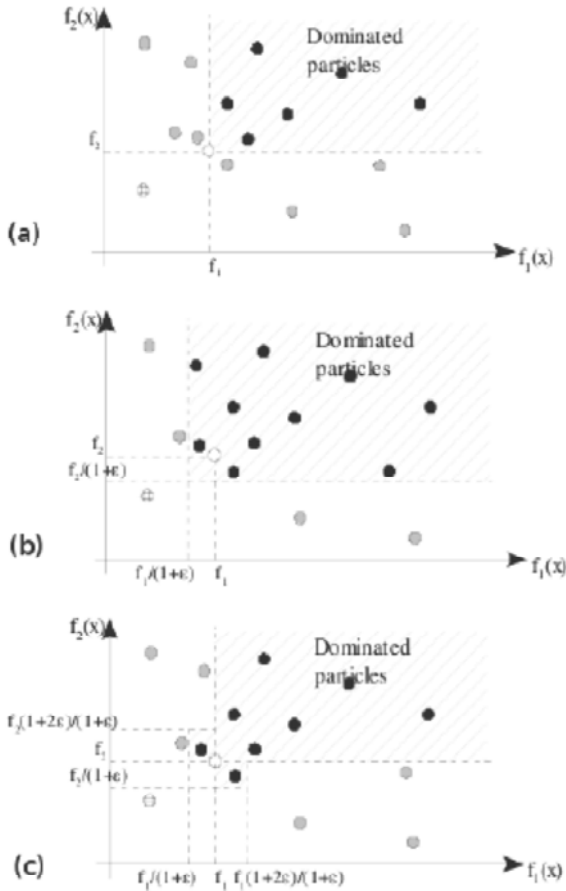 f₂(x)
Dominated
particles
f₂
(a)
f₁
f₁(x)
f₂(x)
Dominated
particles
f₂
f₂/(1+ε)
(b)
f₁/(1+ε) f₁
f₁(x)
f₂(x)
Dominated
particles
f₂(1+2ε)/(1+ε)
f₂
f₂/(1+ε)
(c)
f₁/(1+ε) f₁ f₁(1+2ε)/(1+ε)
f₁(x)